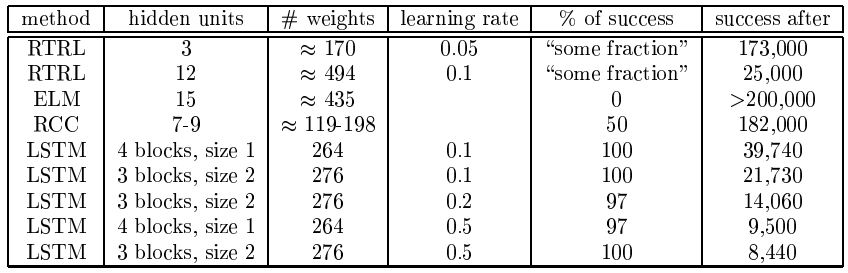 method hidden units # weights learning rate % of success success after
RTRL 3 ≈ 170 0.05 “some fraction” 173,000
RTRL 12 ≈ 494 0.1 “some fraction” 25,000
ELM 15 ≈ 435 0 >200,000
RCC 7-9 ≈ 119-198 50 182,000
LSTM 4 blocks, size 1 264 0.1 100 39,740
LSTM 3 blocks, size 2 276 0.1 100 21,730
LSTM 3 blocks, size 2 276 0.2 97 14,060
LSTM 4 blocks, size 1 264 0.5 97 9,500
LSTM 3 blocks, size 2 276 0.5 100 8,440